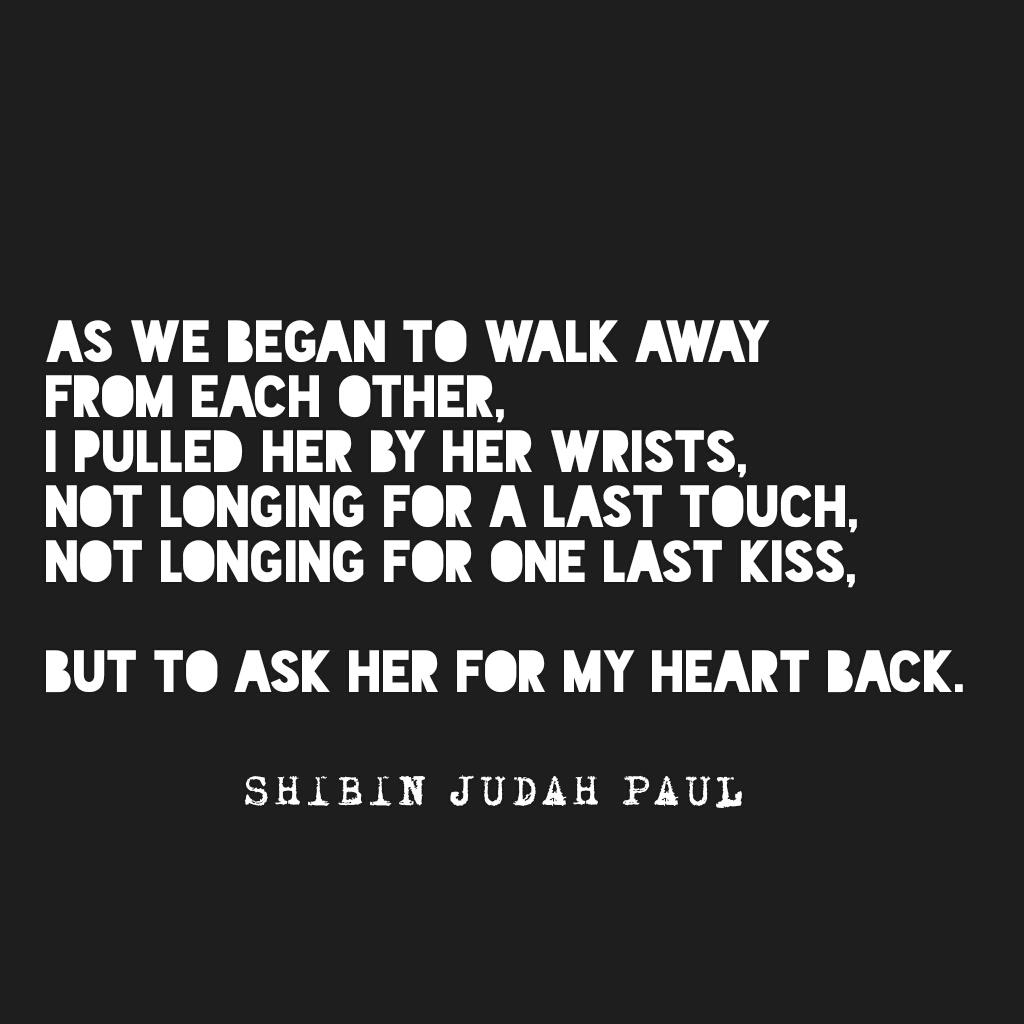 AS WE BEGAN TO WALK AWAY
FROM EACH OTHER,
I PULLED HER BY HER WRISTS,
NOT LONGING FOR A LAST TOUCH,
NOT LONGING FOR ONE LAST KISS,
BUT TO ASK HER FOR MY HEART BACK.
SHIBIN JUDAH PAUL